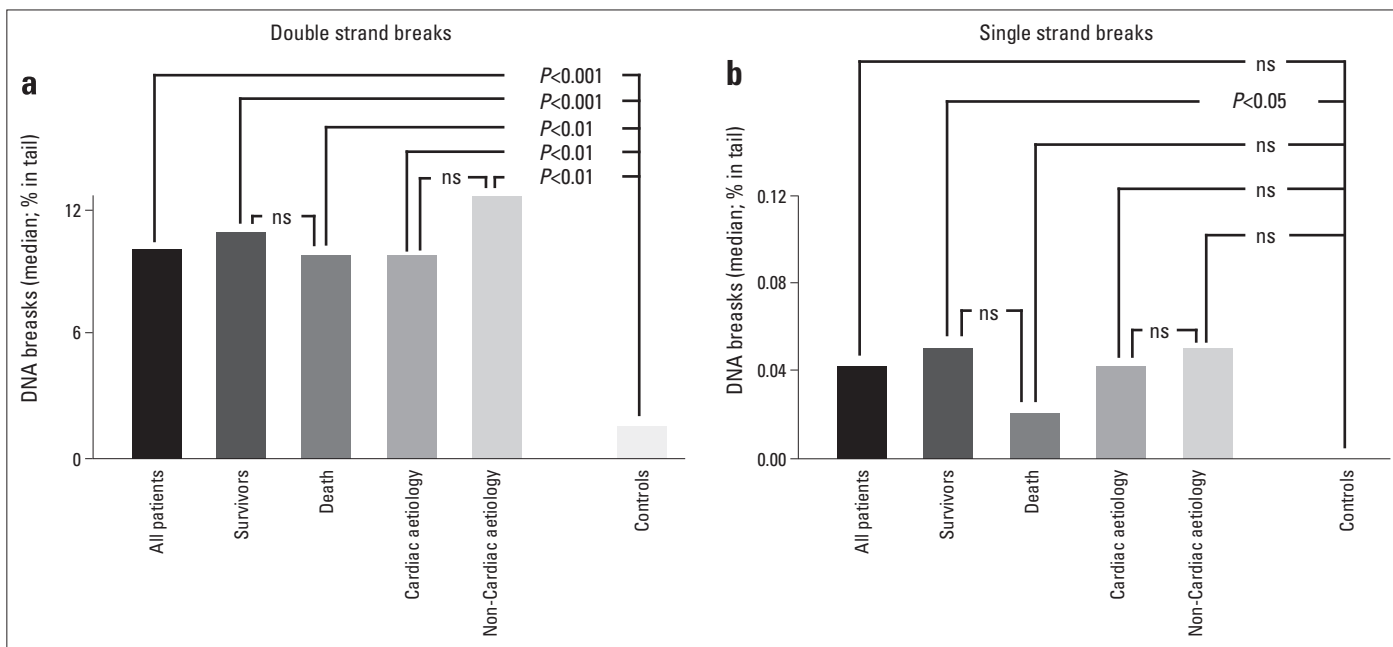 Double strand breaks
a
P<0.001
P<0.001
P<0.01
P<0.01
P<0.01
ns
ns
DNA breasks (median; % in tail)
12
6
0
All patients
Survivors
Death
Cardiac aetiology
Non-Cardiac aetiology
Controls
Single strand breaks
b
ns
P<0.05
ns
ns
ns
ns
ns
DNA breasks (median; % in tail)
0.12
0.08
0.04
0.00
All patients
Survivors
Death
Cardiac aetiology
Non-Cardiac aetiology
Controls